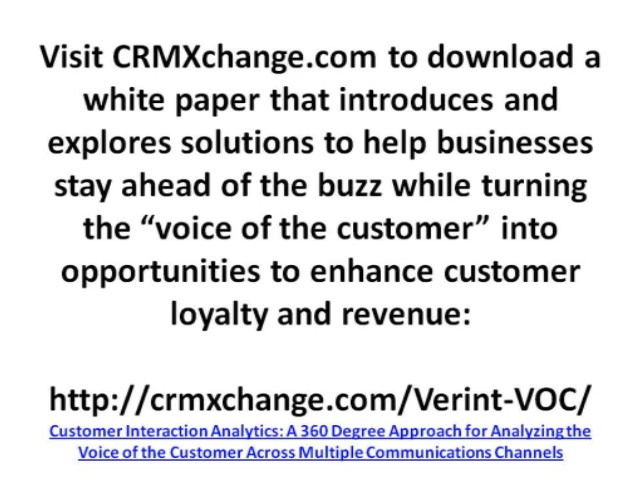 Visit CRMXchange.com to download a
white paper that introduces and
explores solutions to help businesses
stay ahead of the buzz while turning
the “voice of the customer” into
opportunities to enhance customer
loyalty and revenue:
http://crmxchange.com/Verint-VOC/
Customer Interaction Analytics: A 360 Degree Approach for Analyzing the
Voice of the Customer Across Multiple Communications Channels